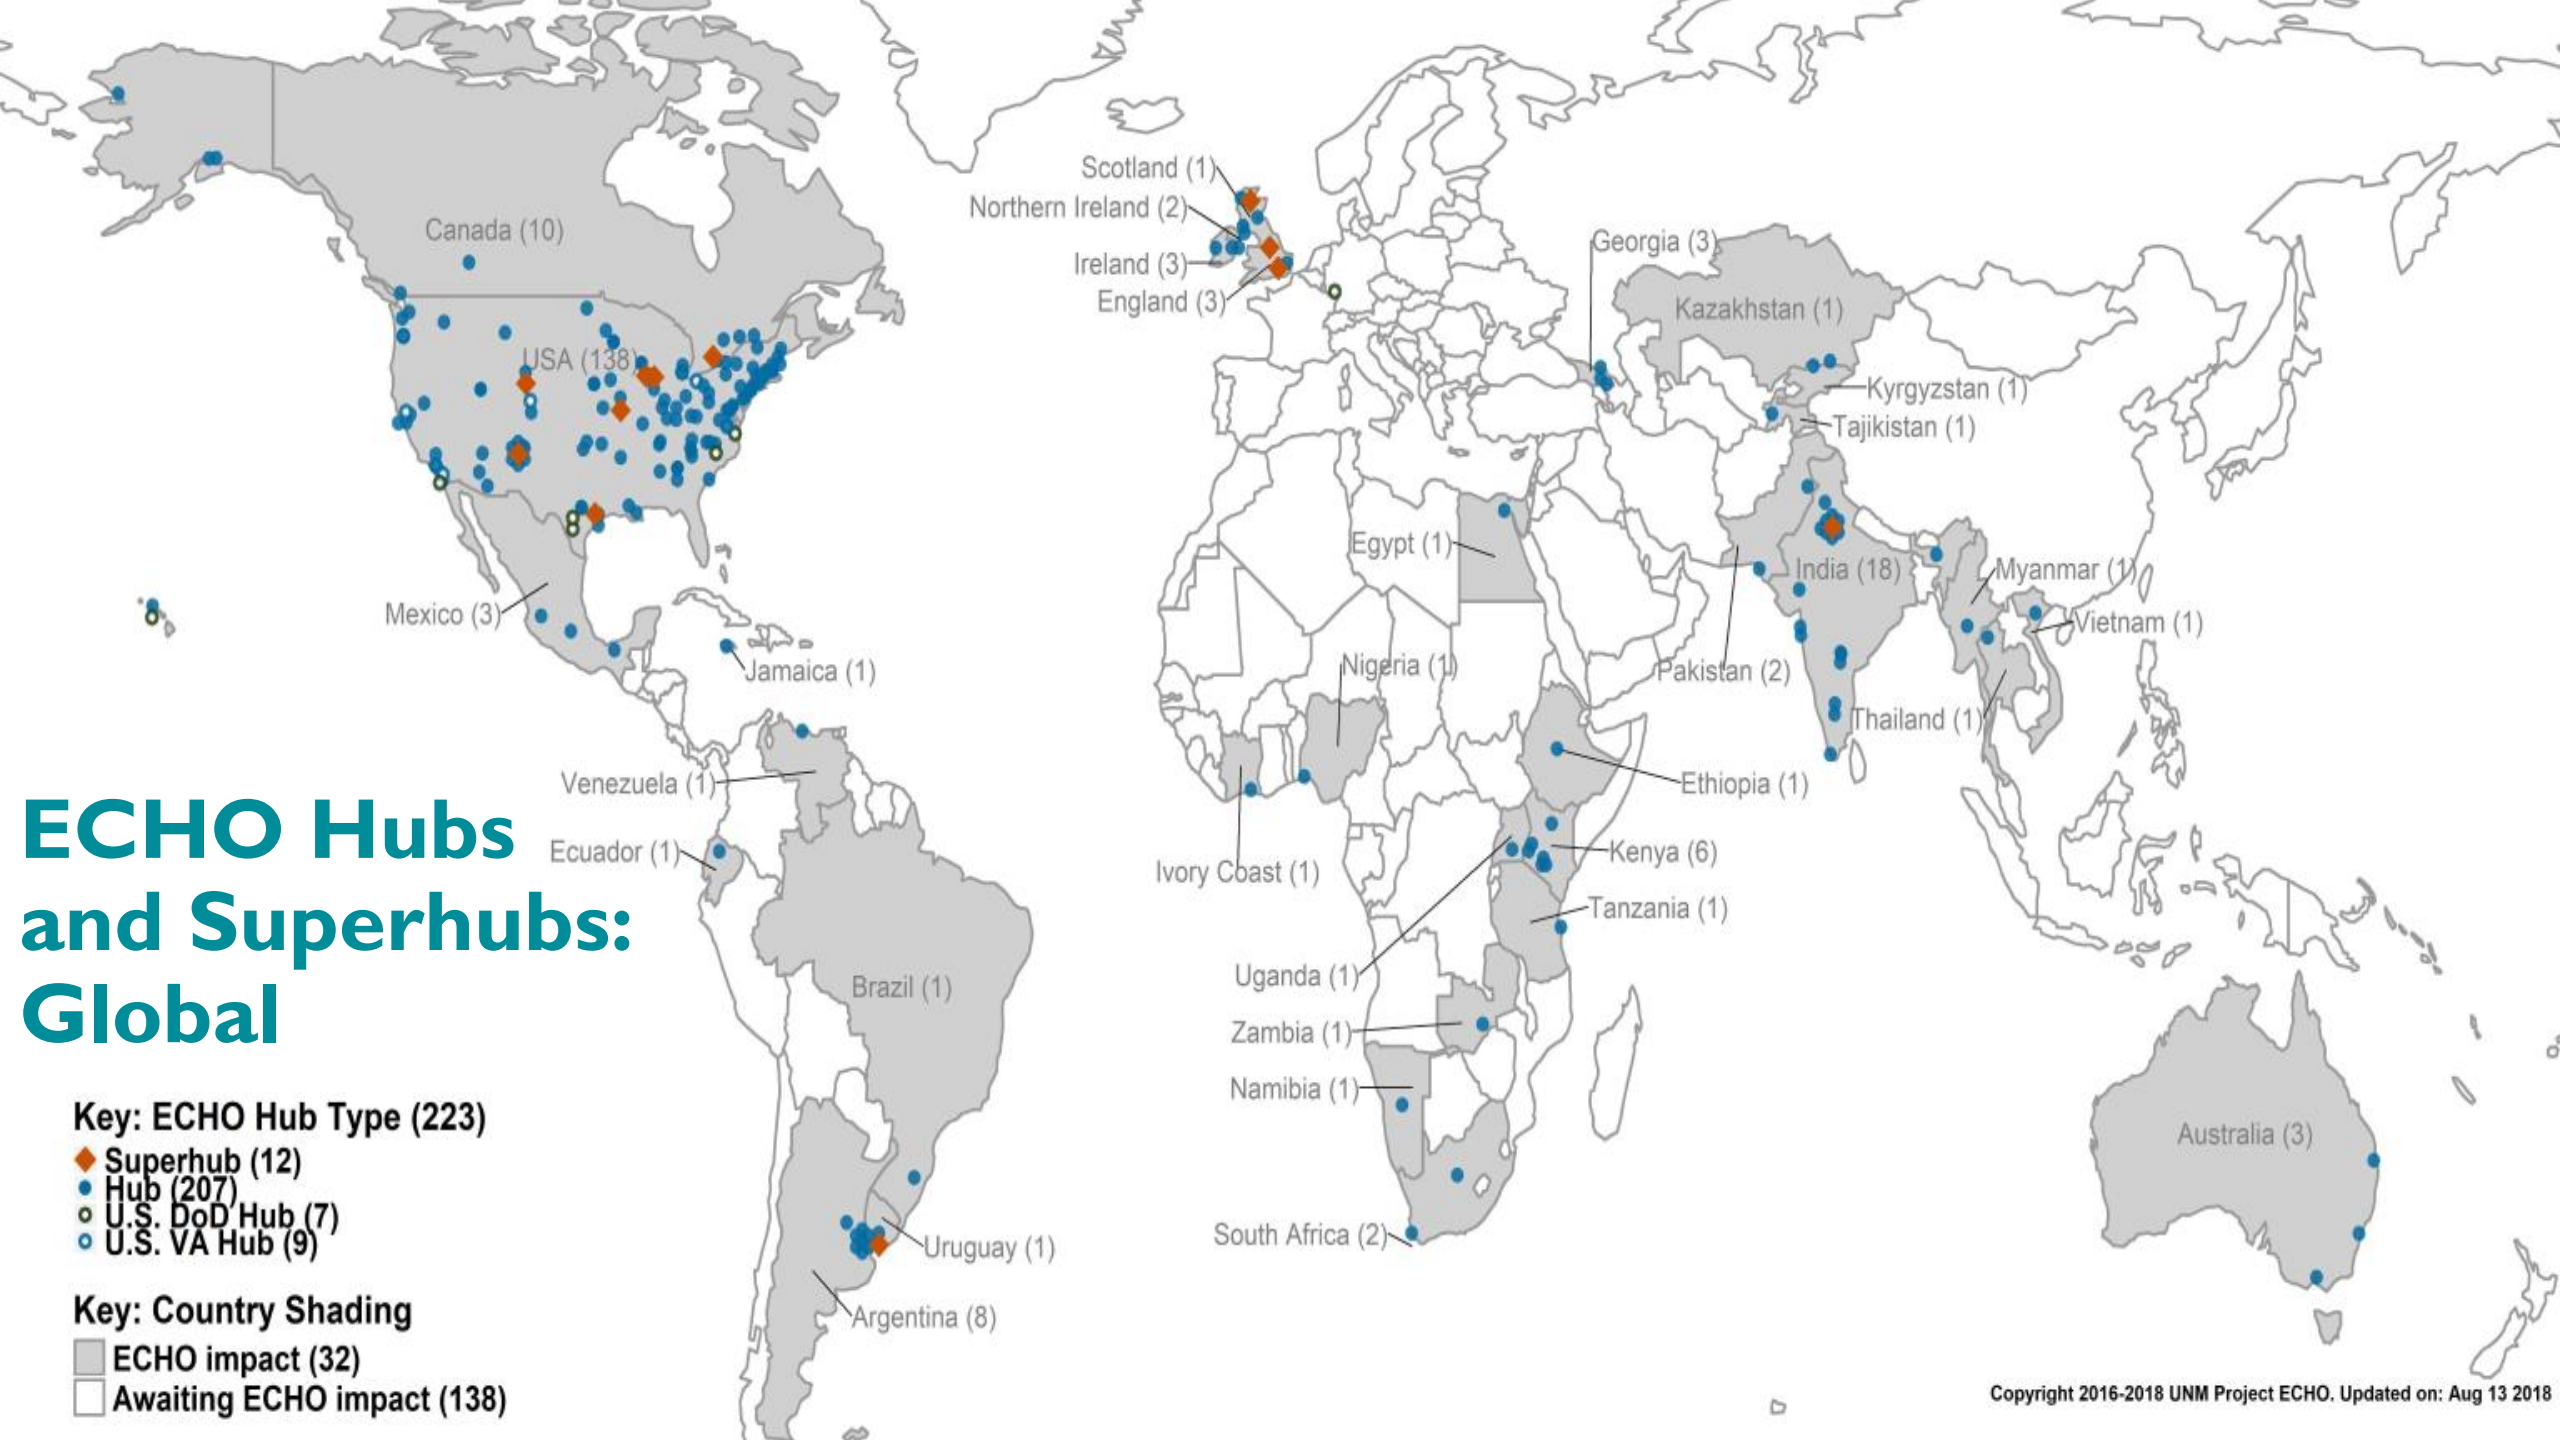 Scotland (1)
Northern Ireland (2)
Canada (10)
Georgia (3)
Ireland (3)
England (3)
Kazakhstan (1)
USA (138)
Kyrgyzstan (1)
Tajikistan (1)
Egypt (1)
India (18)
Myanmar (1)
Mexico (3)
Vietnam (1)
Jamaica (1)
Nigeria (1)
Pakistan (2)
Thailand (1)
Venezuela (1)
Ethiopia (1)
ECHO Hubs
and Superhubs:
Global
Ecuador (1)
Ivory Coast (1)
Kenya (6)
Tanzania (1)
Uganda (1)
Brazil (1)
Zambia (1)
Namibia (1)
Australia (3)
South Africa (2)
Uruguay (1)
Argentina (8)
Key: ECHO Hub Type (223)
Superhub (12)
Hub (207)
U.S. DoD Hub (7)
U.S. VA Hub (9)
Key: Country Shading
ECHO impact (32)
Awaiting ECHO impact (138)
Copyright 2016-2018 UNM Project ECHO. Updated on: Aug 13 2018